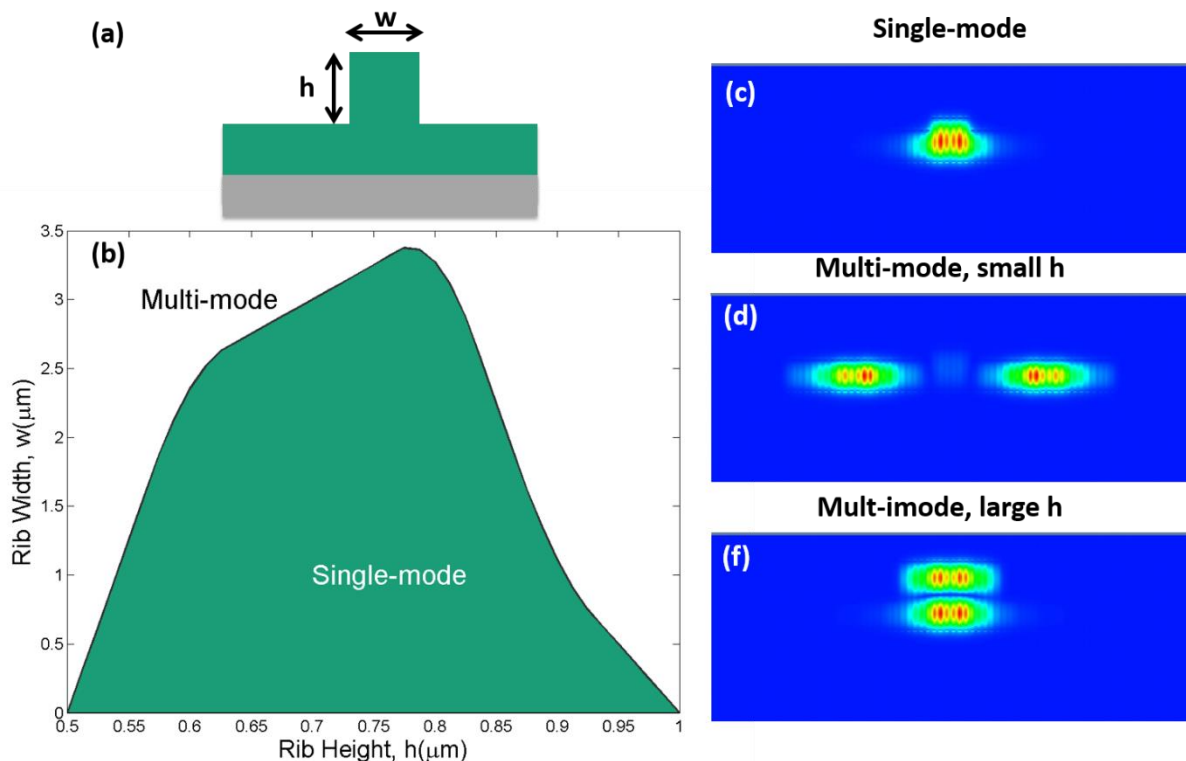 (a)
w
h
(b)
3.5
3
2.5
2
1.5
1
0.5
0
Rib Width, w(μm)
Multi-mode
Single-mode
0.5 0.55 0.6 0.65 0.7 0.75 0.8 0.85 0.9 0.95 1
Rib Height, h(μm)
Single-mode
(c)
Multi-mode, small h
(d)
Mult-imode, large h
(f)